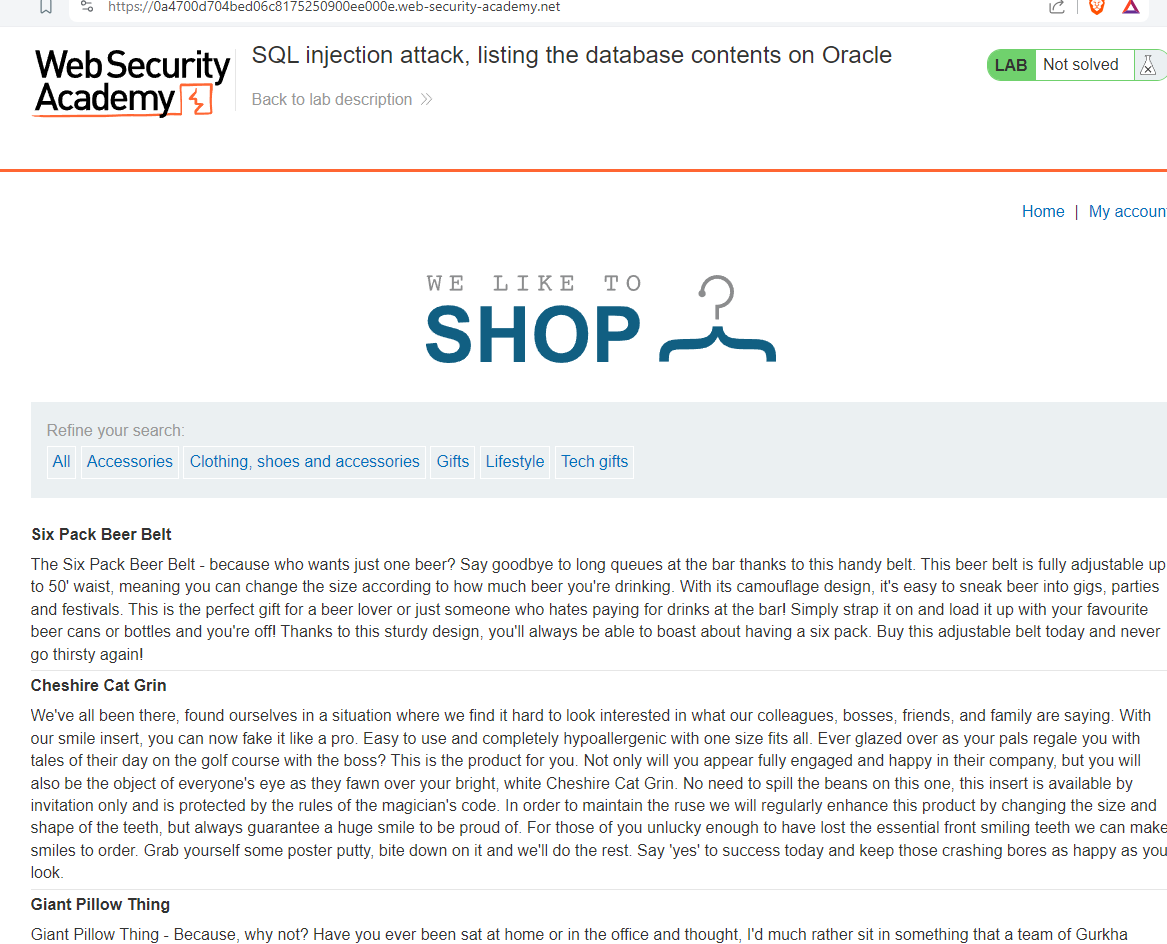 https://0a4700d704bed06c8175250900ee000e.web-security-academy.net
Web Security
Academy
SQL injection attack, listing the database contents on Oracle
Back to lab description
LAB Not solved
Home | My accoun
WE LIKE TO
SHOP
Refine your search:
All Accessories Clothing, shoes and accessories Gifts Lifestyle Tech gifts
Six Pack Beer Belt
The Six Pack Beer Belt - because who wants just one beer? Say goodbye to long queues at the bar thanks to this handy belt. This beer belt is fully adjustable up
to 50' waist, meaning you can change the size according to how much beer you're drinking. With its camouflage design, it's easy to sneak beer into gigs, parties
and festivals. This is the perfect gift for a beer lover or just someone who hates paying for drinks at the bar! Simply strap it on and load it up with your favourite
beer cans or bottles and you're off! Thanks to this sturdy design, you'll always be able to boast about having a six pack. Buy this adjustable belt today and never
go thirsty again!
Cheshire Cat Grin
We've all been there, found ourselves in a situation where we find it hard to look interested in what our colleagues, bosses, friends, and family are saying. With
our smile insert, you can now fake it like a pro. Easy to use and completely hypoallergenic with one size fits all. Ever glazed over as your pals regale you with
tales of their day on the golf course with the boss? This is the product for you. Not only will you appear fully engaged and happy in their company, but you will
also be the object of everyone's eye as they fawn over your bright, white Cheshire Cat Grin. No need to spill the beans on this one, this insert is available by
invitation only and is protected by the rules of the magician's code. In order to maintain the ruse we will regularly enhance this product by changing the size and
shape of the teeth, but always guarantee a huge smile to be proud of. For those of you unlucky enough to have lost the essential front smiling teeth we can make
smiles to order. Grab yourself some poster putty, bite down on it and we'll do the rest. Say 'yes' to success today and keep those crashing bores as happy as you
look.
Giant Pillow Thing
Giant Pillow Thing - Because, why not? Have you ever been sat at home or in the office and thought, I'd much rather sit in something that a team of Gurkha